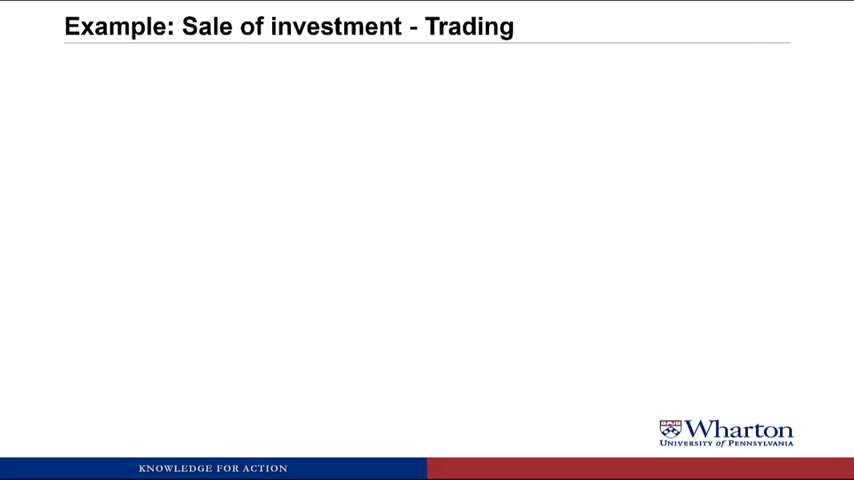 Example: Sale of investment - Trading
Wharton
UNIVERSITY of PENNSYLVANIA
KNOWLEDGE FOR ACTION